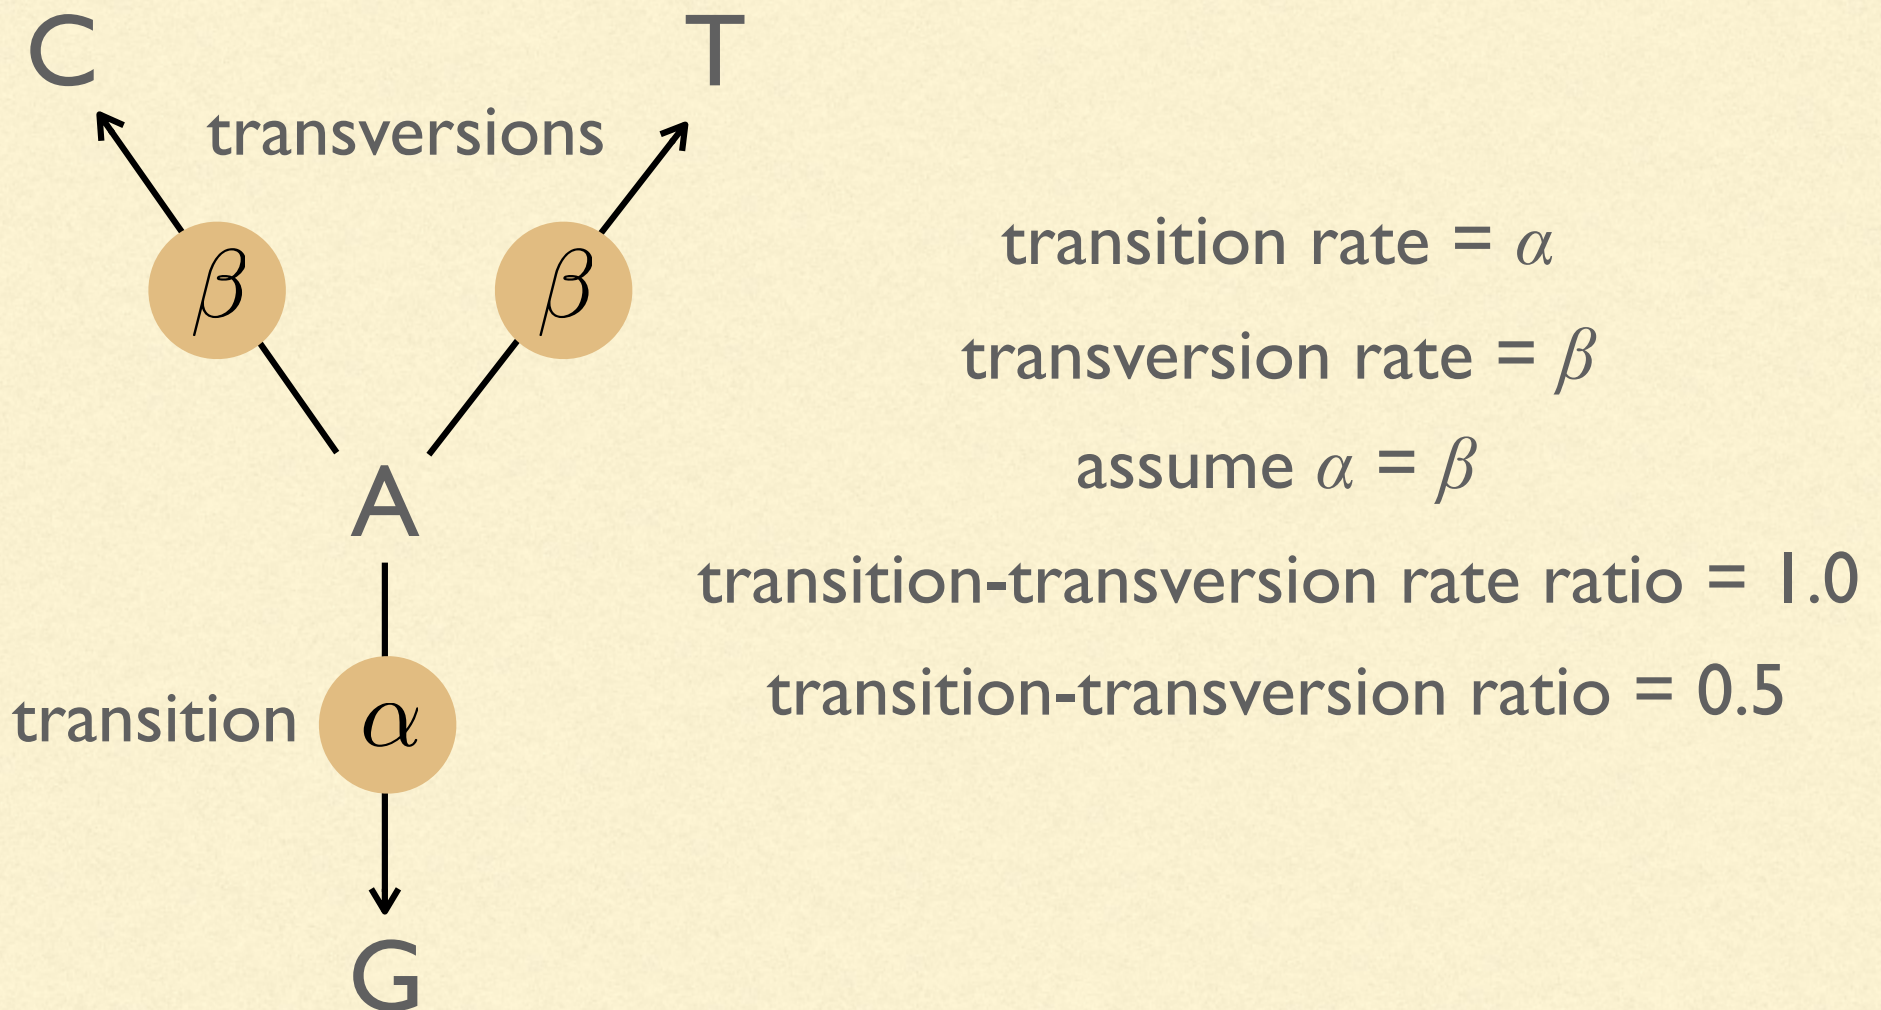 C
T
transversions
β
β
A
transition
α
G
transition rate = α
transversion rate = β
assume α = β
transition-transversion rate ratio = 1.0
transition-transversion ratio = 0.5